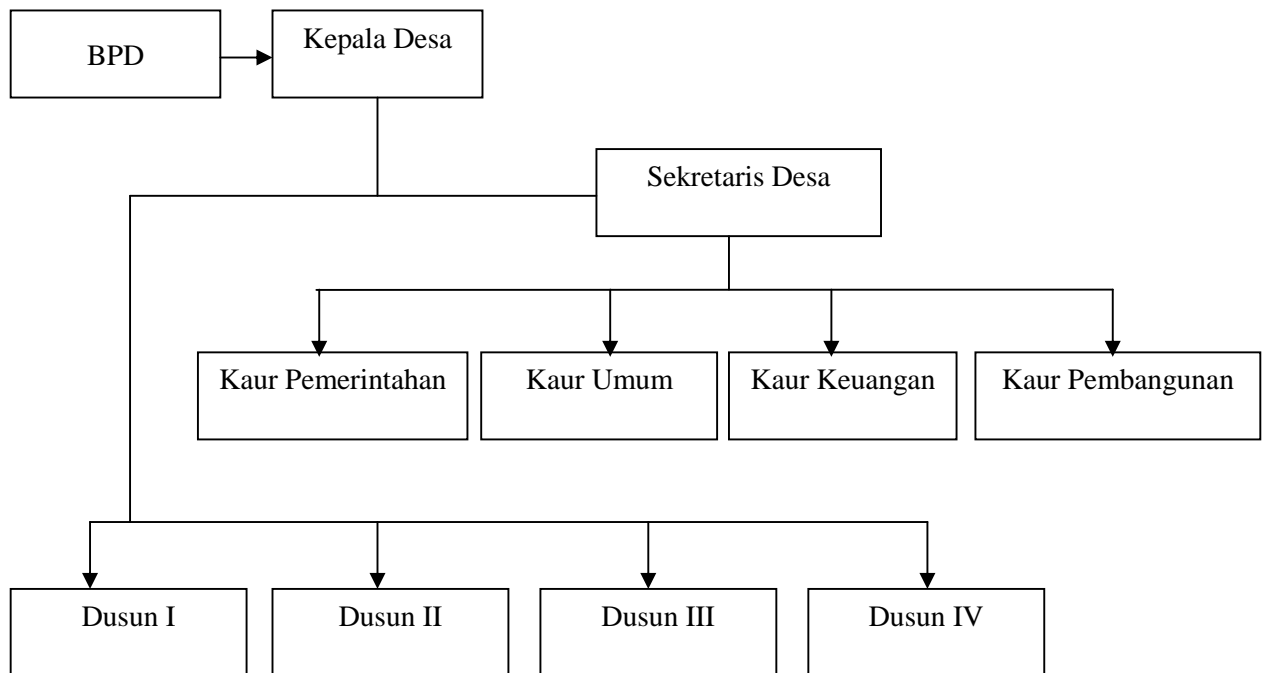 BPD
Kepala Desa
Sekretaris Desa
Kaur Pemerintahan
Kaur Umum
Kaur Keuangan
Kaur Pembangunan
Dusun I
Dusun II
Dusun III
Dusun IV